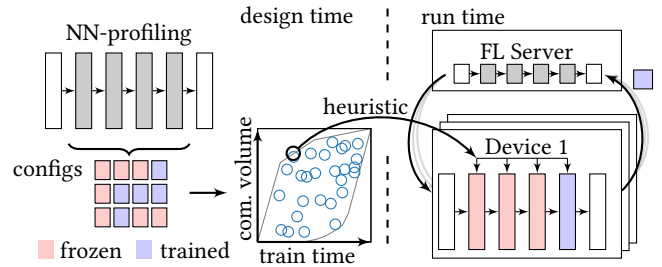 design time
run time
NN-profiling
FL Server
heuristic
configs
com. volume
Device 1
frozen
trained
train time